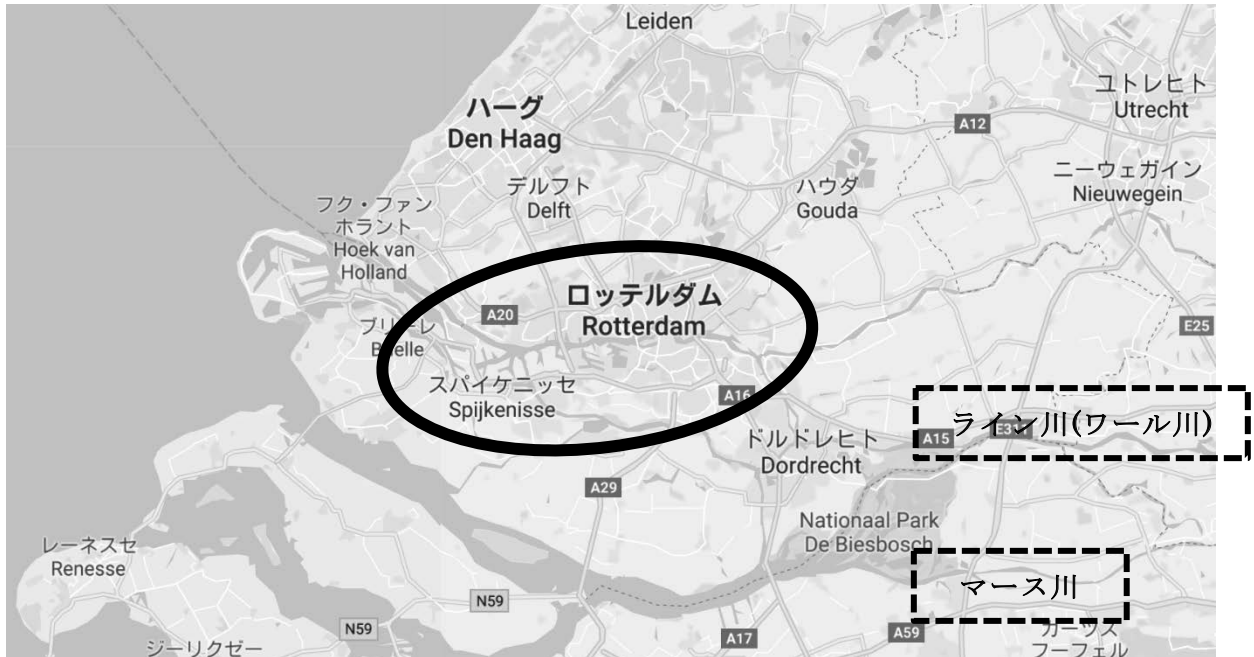 Leiden
ハーグ
Den Haag
ユトレヒト
Utrecht
A12
ニーウェガイン
Nieuwegein
デルフト
Delft
ハウダ
Gouda
フク・ファン
ホラント
Hoek van
Holland
ロッテルダム
Rotterdam
A20
E25
スパイケニッセ
Spijkenisse
A16
ライン川(ワール川)
A15
ドルドレヒト
Dordrecht
A29
Nationaal Park
De Biesbosch
レーネスセ
Renesse
マース川
N59
N59
A17
A59
ジーリクゼー
フーフェル